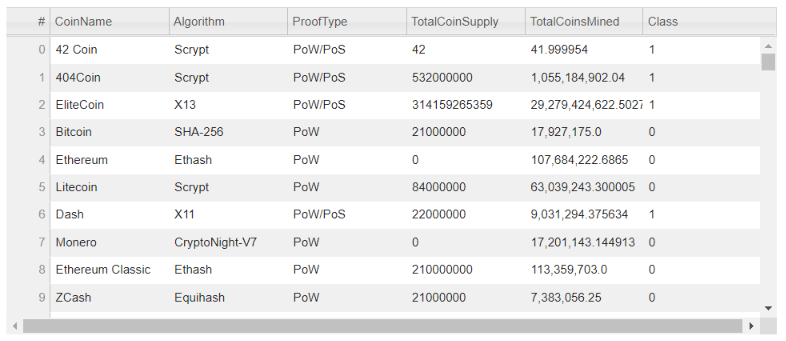 # CoinName Algorithm ProofType TotalCoinSupply TotalCoinsMined Class
0 42 Coin Scrypt PoW/PoS 42 41.999954 1
1 404Coin Scrypt PoW/PoS 532000000 1,055,184,902.04 1
2 EliteCoin X13 PoW/PoS 314159265359 29,279,424,622.5027 1
3 Bitcoin SHA-256 PoW 21000000 17,927,175.0 0
4 Ethereum Ethash PoW 0 107,684,222.6865 0
5 Litecoin Scrypt PoW 84000000 63,039,243.300005 0
6 Dash X11 PoW/PoS 22000000 9,031,294.375634 1
7 Monero CryptoNight-V7 PoW 0 17,201,143.144913 0
8 Ethereum Classic Ethash PoW 210000000 113,359,703.0 0
9 ZCash Equihash PoW 21000000 7,383,056.25 0